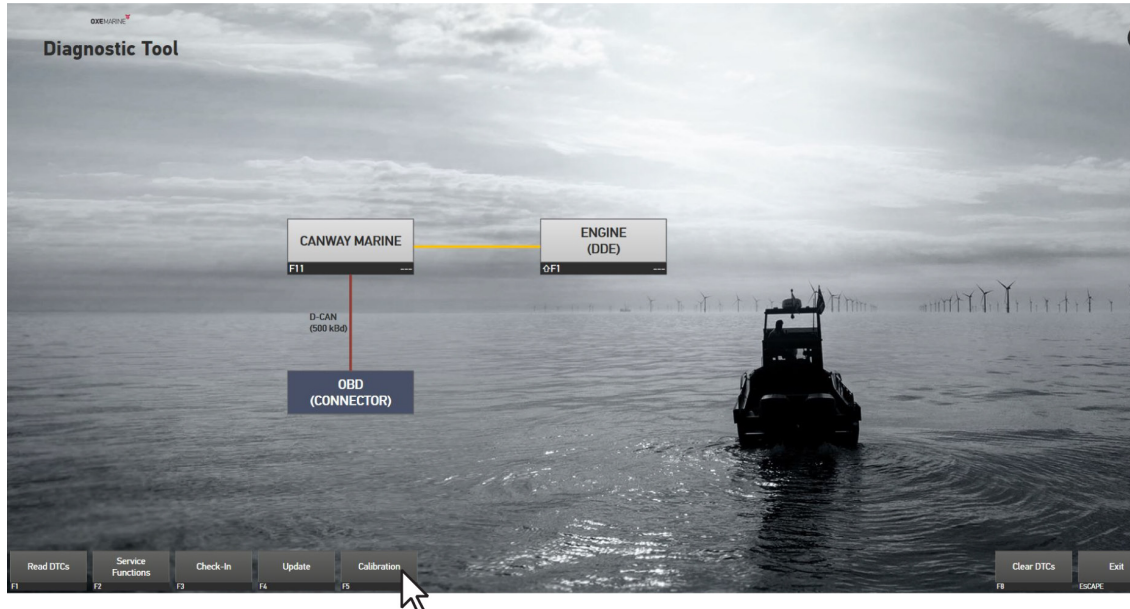 OXEMARINE
Diagnostic Tool
CANWAY MARINE
F11 ---
ENGINE
(DDE)
⇧F1 ---
D-CAN
(500 kBd)
OBD
(CONNECTOR)
Read DTCs
F1
Service
Functions
F2
Check-In
F3
Update
F4
Calibration
F5
Clear DTCs
F8
Exit
ESCAPE